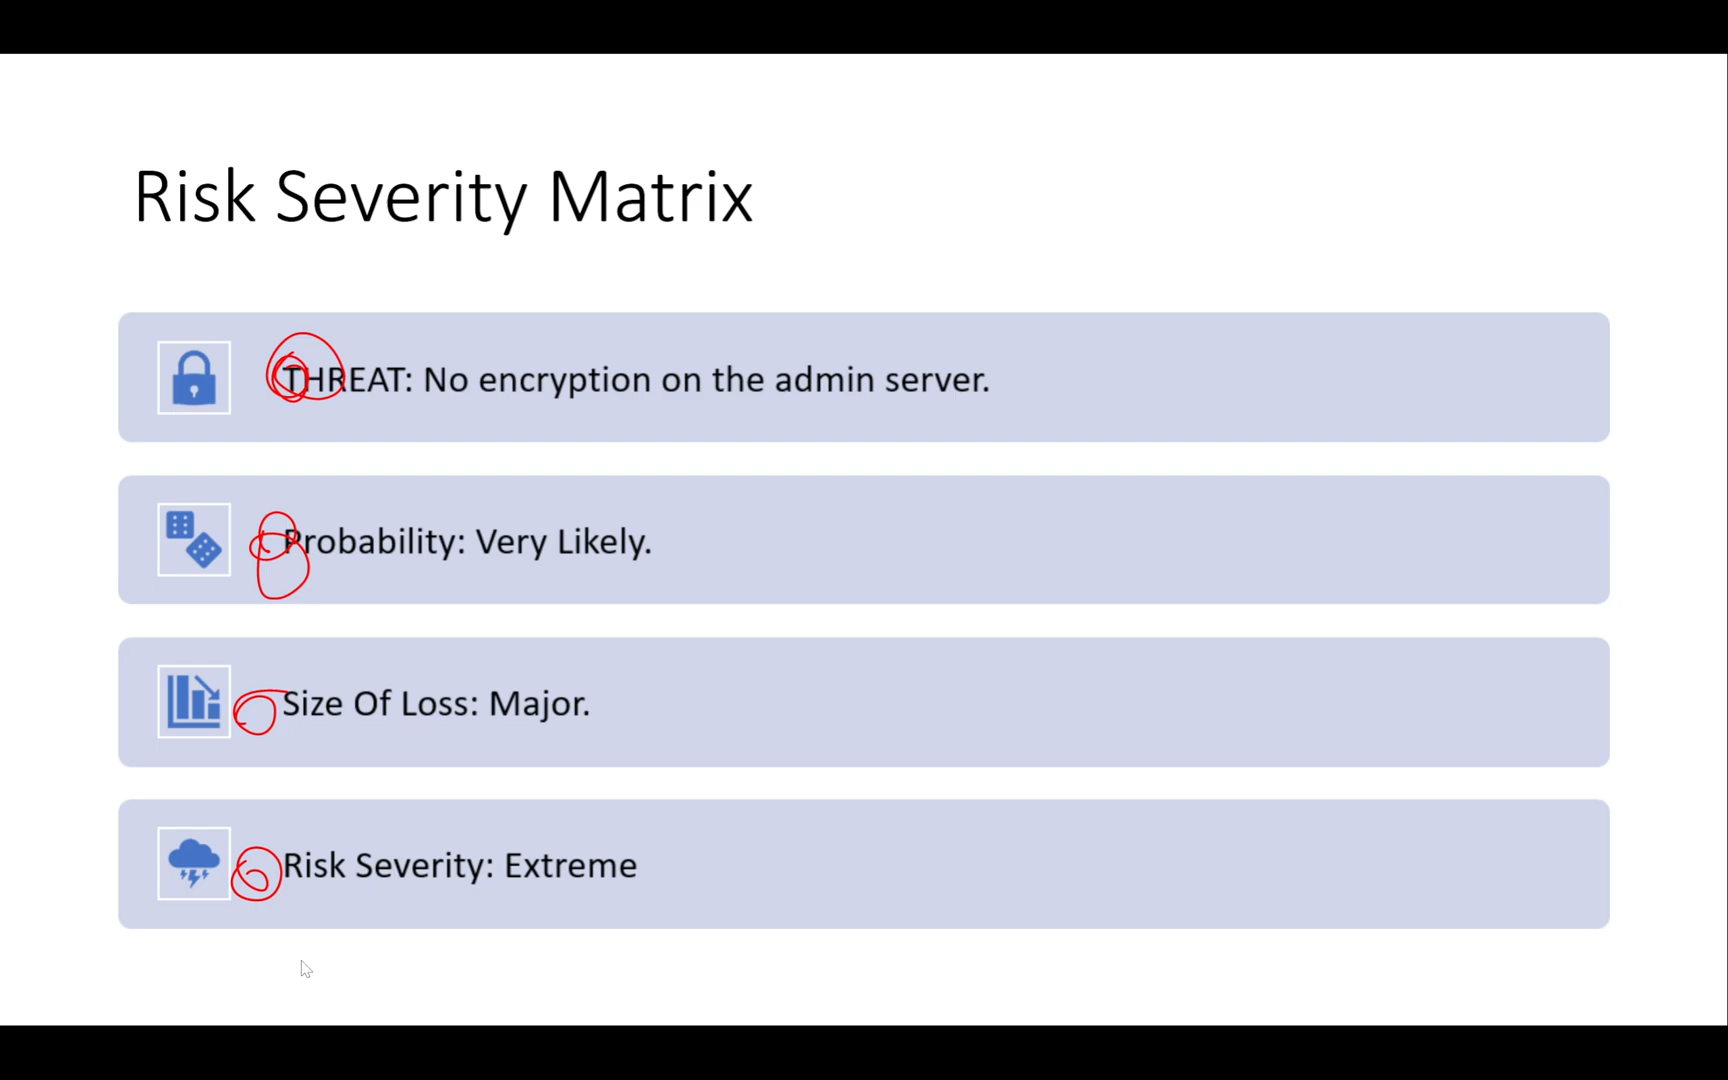 Risk Severity Matrix
THREAT: No encryption on the admin server.
Probability: Very Likely.
Size Of Loss: Major.
Risk Severity: Extreme